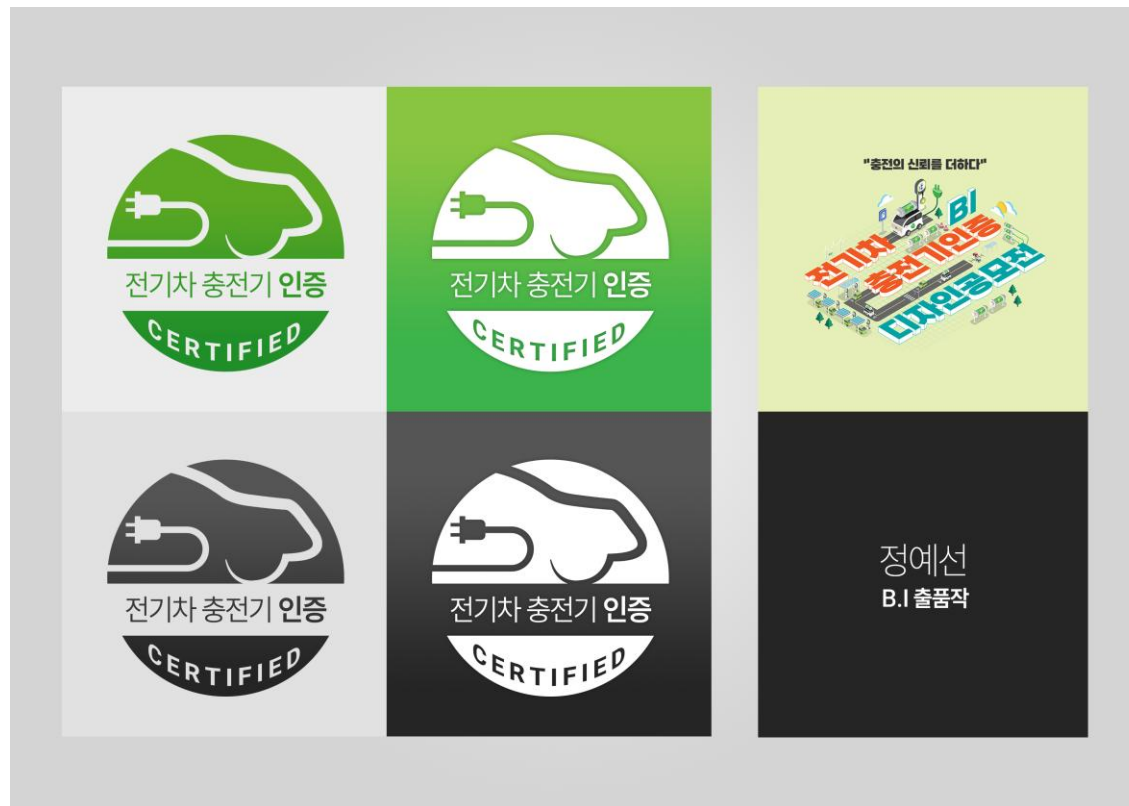 전기차 충전기 인증
CERTIFIED
전기차 충전기 인증
CERTIFIED
"충전의 신뢰를 더하다"
BI
전기차
충전기인증
디자인공모전
전기차 충전기 인증
CERTIFIED
전기차 충전기 인증
CERTIFIED
정예선
B.I 출품작